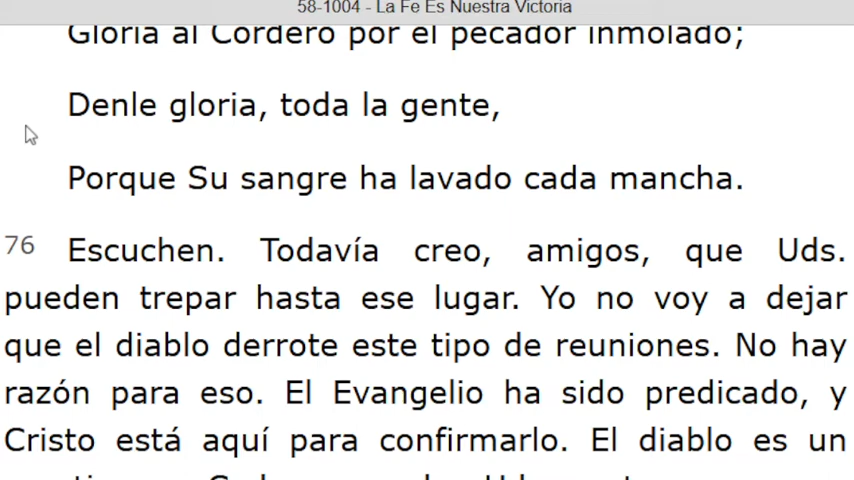 58-1004 - La Fe Es Nuestra Victoria
Gloria al Cordero por el pecador inmolado;
Denle gloria, toda la gente,
Porque Su sangre ha lavado cada mancha.
76 Escuchen. Todavía creo, amigos, que Uds.
pueden trepar hasta ese lugar. Yo no voy a dejar
que el diablo derrote este tipo de reuniones. No hay
razón para eso. El Evangelio ha sido predicado, y
Cristo está aquí para confirmarlo. El diablo es un